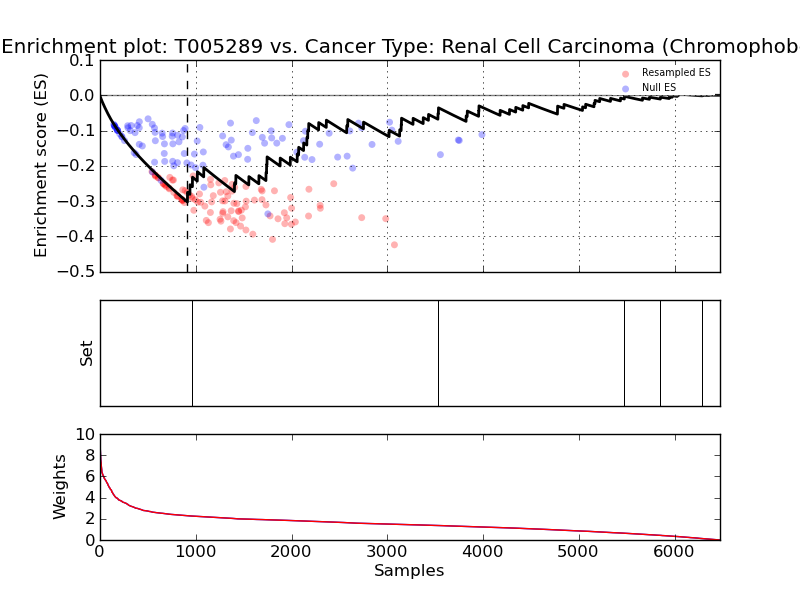 Enrichment plot: T005289 vs. Cancer Type: Renal Cell Carcinoma (Chromophob
0.1
0.0
−0.1
−0.2
−0.3
−0.4
−0.5
Enrichment score (ES)
Resampled ES
Null ES
Set
10
8
6
4
2
0
Weights
0 1000 2000 3000 4000 5000 6000
Samples